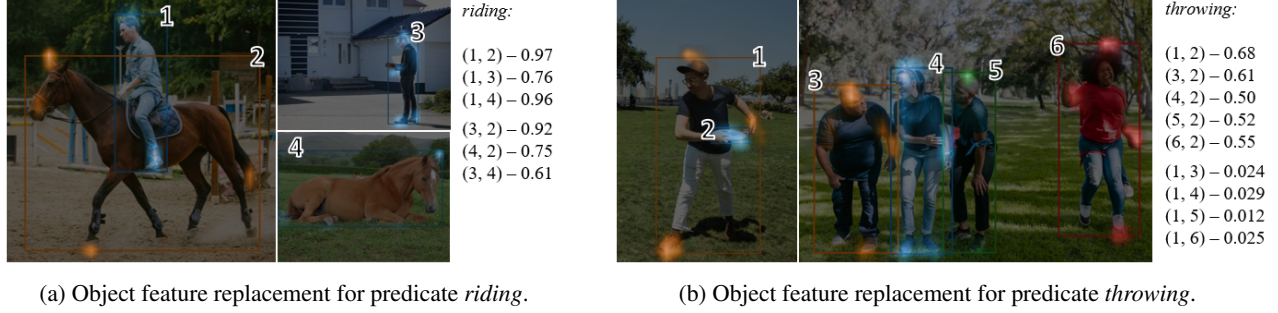 1
2
3
4
riding:
(1, 2) – 0.97
(1, 3) – 0.76
(1, 4) – 0.96
(3, 2) – 0.92
(4, 2) – 0.75
(3, 4) – 0.61
(a) Object feature replacement for predicate riding.
1
2
3
4
5
6
throwing:
(1, 2) – 0.68
(3, 2) – 0.61
(4, 2) – 0.50
(5, 2) – 0.52
(6, 2) – 0.55
(1, 3) – 0.024
(1, 4) – 0.029
(1, 5) – 0.012
(1, 6) – 0.025
(b) Object feature replacement for predicate throwing.